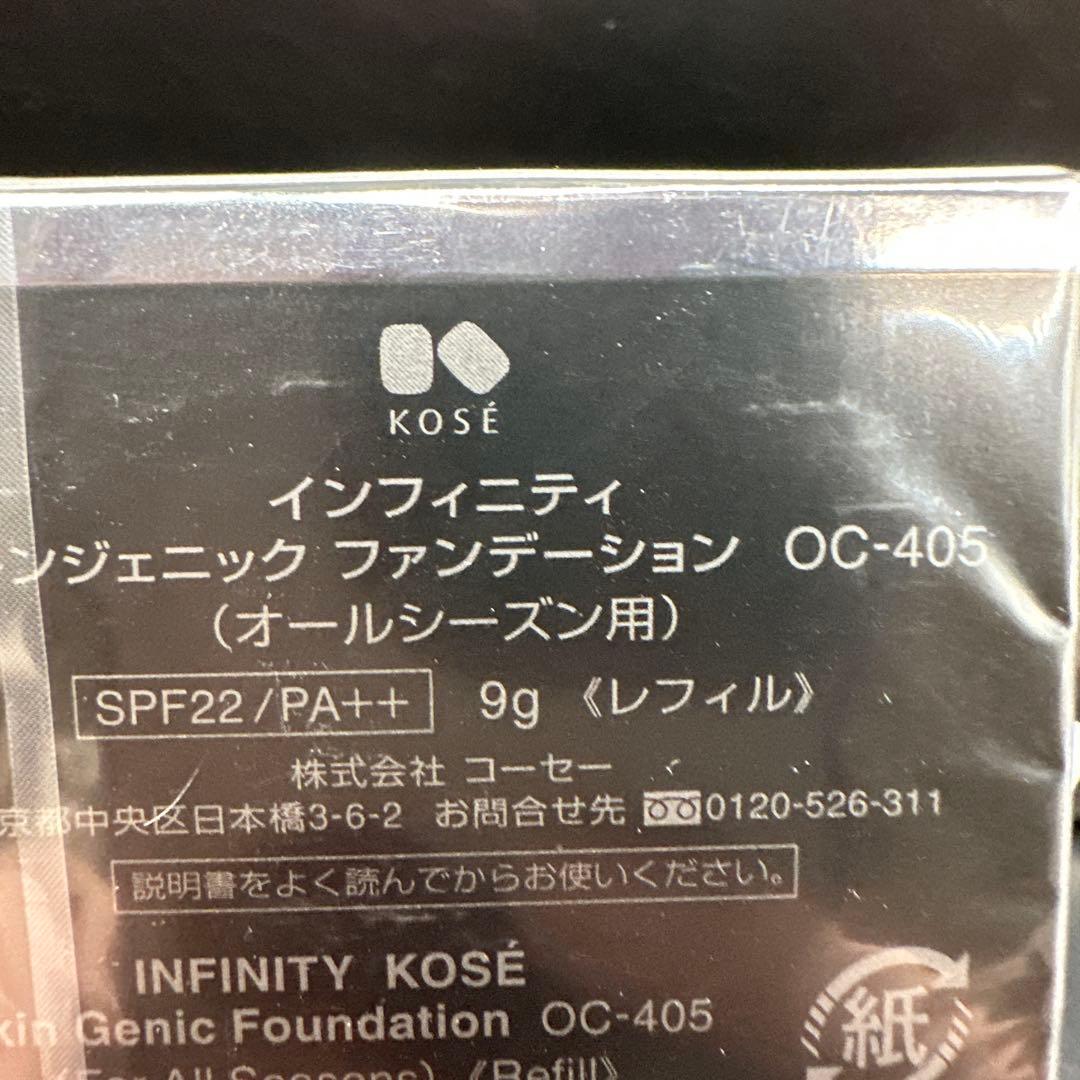 KOSÉ
インフィニティ
ンジェニック ファンデーション OC-405
(オールシーズン用)
SPF22/PA++ 9g 《レフィル》
株式会社 コーセー
京都中央区日本橋3-6-2 お問合せ先 0120-526-311
説明書をよく読んでからお使いください。
INFINITY KOSÉ
kin Genic Foundation OC-405
紙
(For All Seasons) 《Refill》